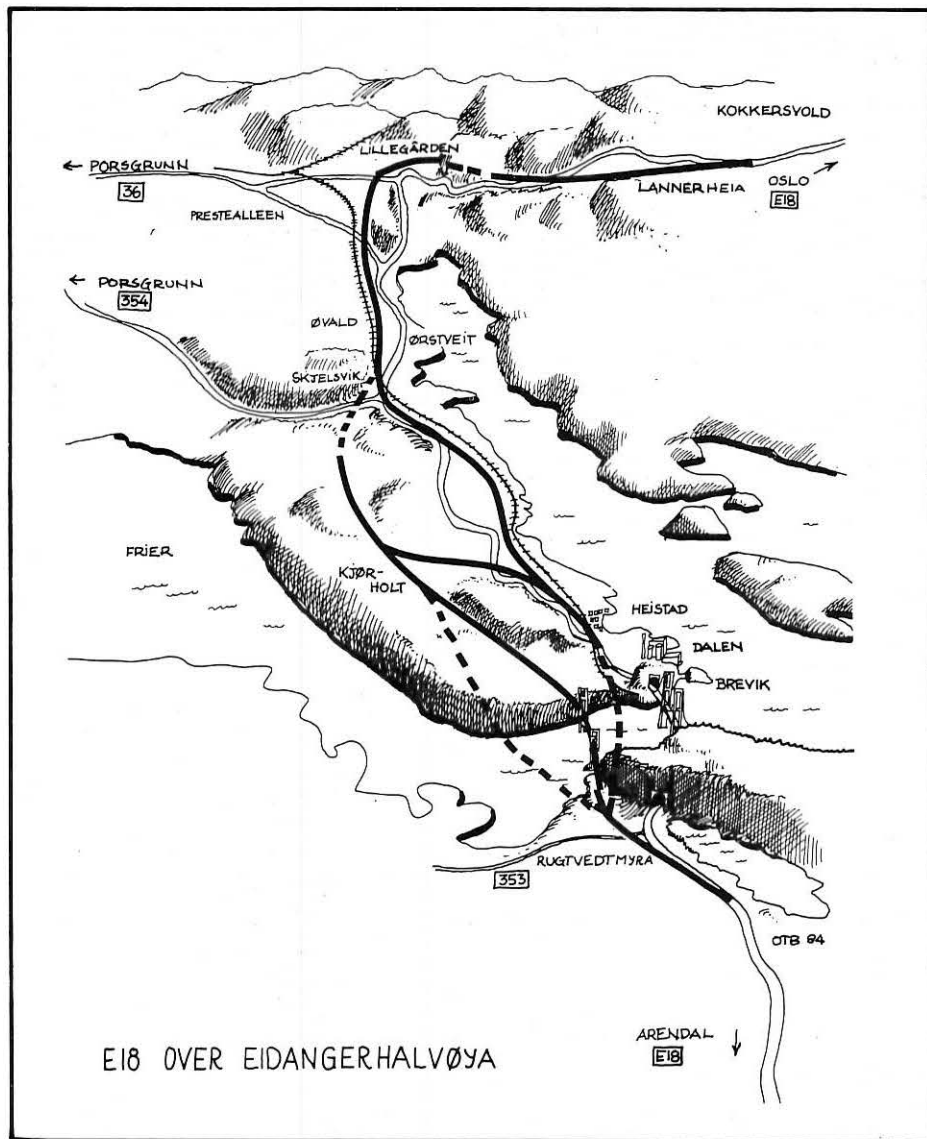 KOKKERSVOLD
LILLEGÅRDEN
← PORSGRUNN
36
LANNERHEIA
OSLO
E18
PRESTEALLEEN
← PORSGRUNN
354
ØVALD
ØRSTVEIT
SKJELSVIK
FRIER
KJØR-
HOLT
HEISTAD
DALEN
BREVIK
RUGTVEDTMYRA
353
OTB 84
ARENDAL
E18
E18 OVER EIDANGERHALVØYA